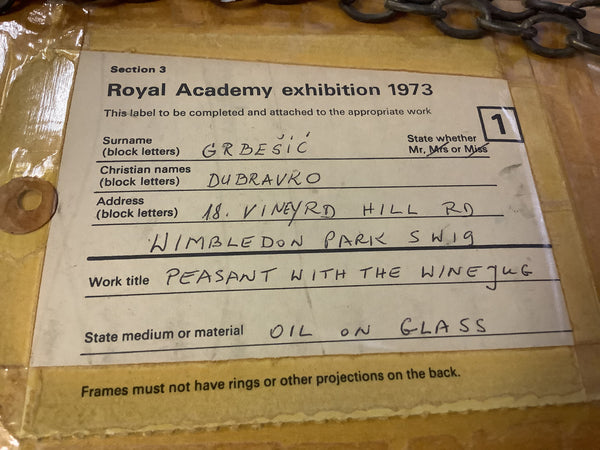 Section 3
Royal Academy exhibition 1973
This label to be completed and attached to the appropriate work
1
Surname (block letters) GRBEŠIĆ State whether Mr, Mrs or Miss
Christian names (block letters) DUBRAVKO
Address (block letters) 18. VINEYRD HILL RD
WIMBLEDON PARK SW19
Work title PEASANT WITH THE WINE JUG
State medium or material OIL ON GLASS
Frames must not have rings or other projections on the back.